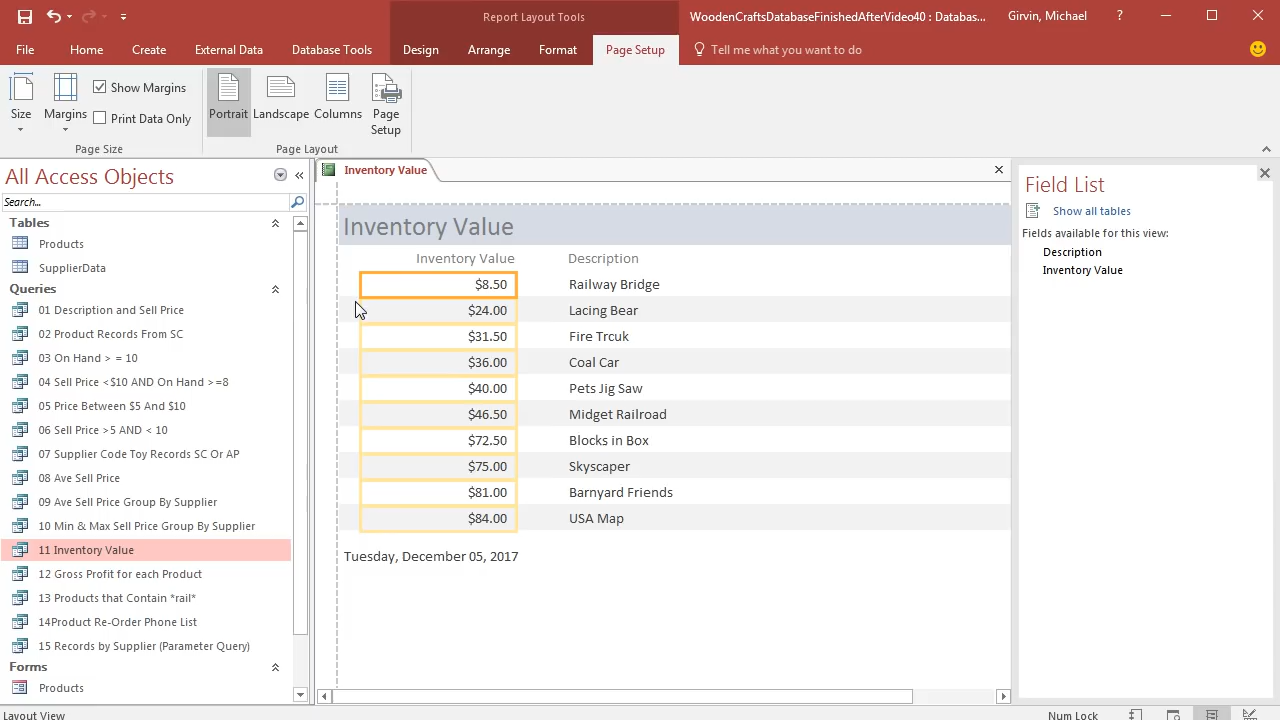 Report Layout Tools
WoodenCraftsDatabaseFinishedAfterVideo40 : Databas...
Girvin, Michael
?
File
Home
Create
External Data
Database Tools
Design
Arrange
Format
Page Setup
Tell me what you want to do
Size
Margins
Show Margins
Print Data Only
Page Size
Portrait
Landscape
Columns
Page Setup
Page Layout
All Access Objects
Search...
Tables
Products
SupplierData
Queries
01 Description and Sell Price
02 Product Records From SC
03 On Hand > = 10
04 Sell Price <$10 AND On Hand >=8
05 Price Between $5 And $10
06 Sell Price >5 AND < 10
07 Supplier Code Toy Records SC Or AP
08 Ave Sell Price
09 Ave Sell Price Group By Supplier
10 Min & Max Sell Price Group By Supplier
11 Inventory Value
12 Gross Profit for each Product
13 Products that Contain *rail*
14Product Re-Order Phone List
15 Records by Supplier (Parameter Query)
Forms
Products
Inventory Value
Inventory Value
Inventory Value Description
$8.50 Railway Bridge
$24.00 Lacing Bear
$31.50 Fire Trcuk
$36.00 Coal Car
$40.00 Pets Jig Saw
$46.50 Midget Railroad
$72.50 Blocks in Box
$75.00 Skyscaper
$81.00 Barnyard Friends
$84.00 USA Map
Tuesday, December 05, 2017
Field List
Show all tables
Fields available for this view:
Description
Inventory Value
Layout View
Num Lock